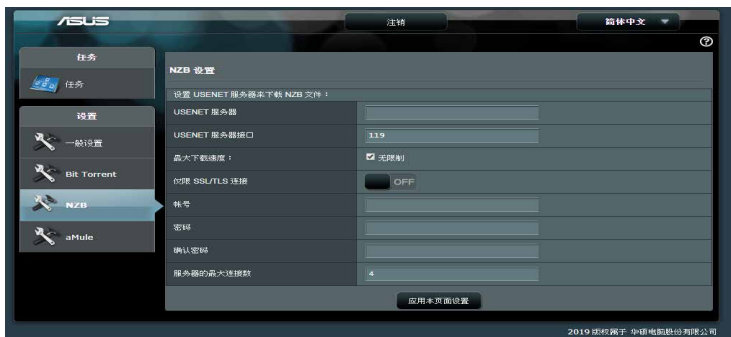 ASUS
注销
简体中文
任务
任务
设置
一般设置
Bit Torrent
NZB
aMule
NZB 设置
设置 USENET 服务器来下载 NZB 文件：
USENET 服务器
USENET 服务器接口 119
最大下载速度： 无限制
仅限 SSL/TLS 连接 OFF
帐号
密码
确认密码
服务器的最大连接数 4
应用本页面设置
2019 版权属于 华硕电脑股份有限公司